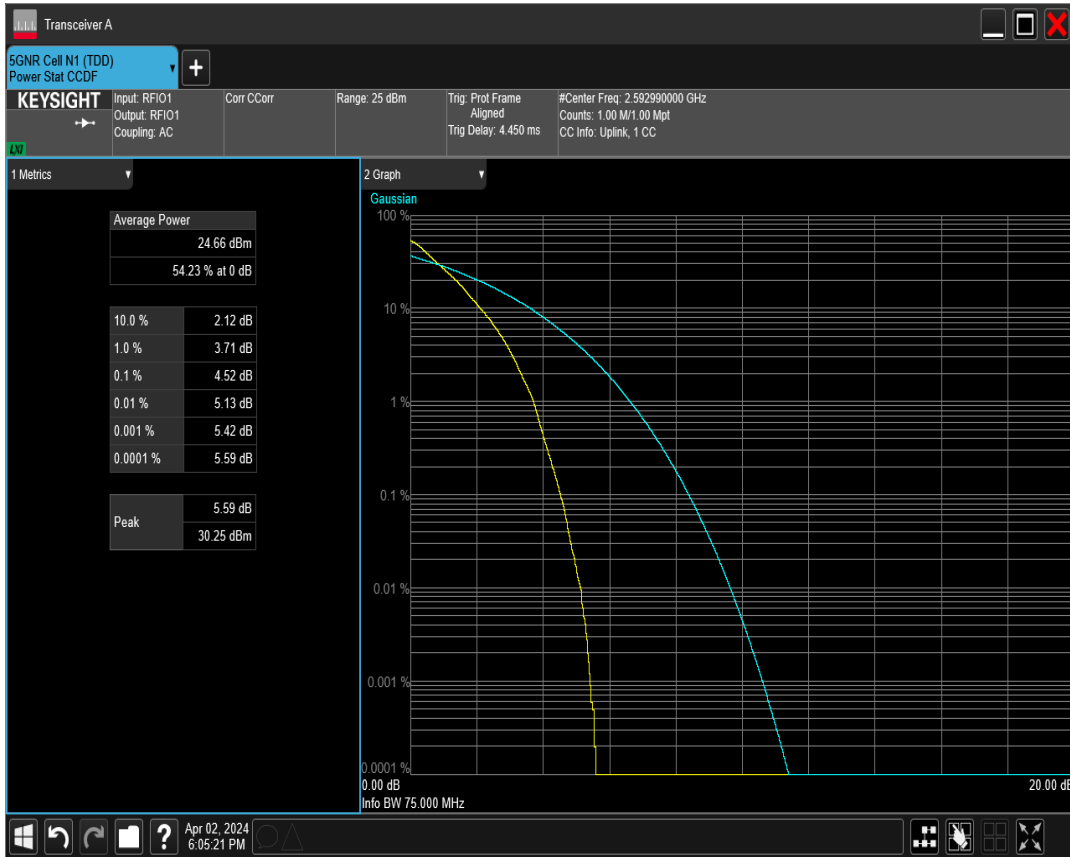 Transceiver A
5GNR Cell N1 (TDD)
Power Stat CCDF
KEYSIGHT
LXI
Input: RFIO1
Output: RFIO1
Coupling: AC
Corr CCorr
Range: 25 dBm
Trig: Prot Frame
Aligned
Trig Delay: 4.450 ms
#Center Freq: 2.592990000 GHz
Counts: 1.00 M/1.00 Mpt
CC Info: Uplink, 1 CC
1 Metrics
Average Power
24.66 dBm
54.23 % at 0 dB
10.0 % 2.12 dB
1.0 % 3.71 dB
0.1 % 4.52 dB
0.01 % 5.13 dB
0.001 % 5.42 dB
0.0001 % 5.59 dB
Peak
5.59 dB
30.25 dBm
2 Graph
Gaussian
100 %
10 %
1 %
0.1 %
0.01 %
0.001 %
0.0001 %
0.00 dB 20.00 dB
Info BW 75.000 MHz
?
Apr 02, 2024
6:05:21 PM